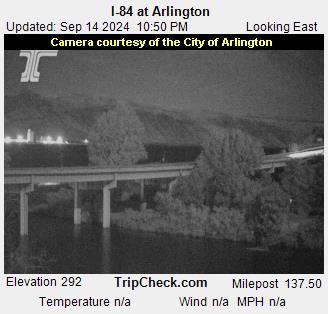 I-84 at Arlington
Updated: Sep 14 2024 10:50 PM Looking East
Camera courtesy of the City of Arlington
Elevation 292 TripCheck.com Milepost 137.50
Temperature n/a Wind n/a MPH n/a